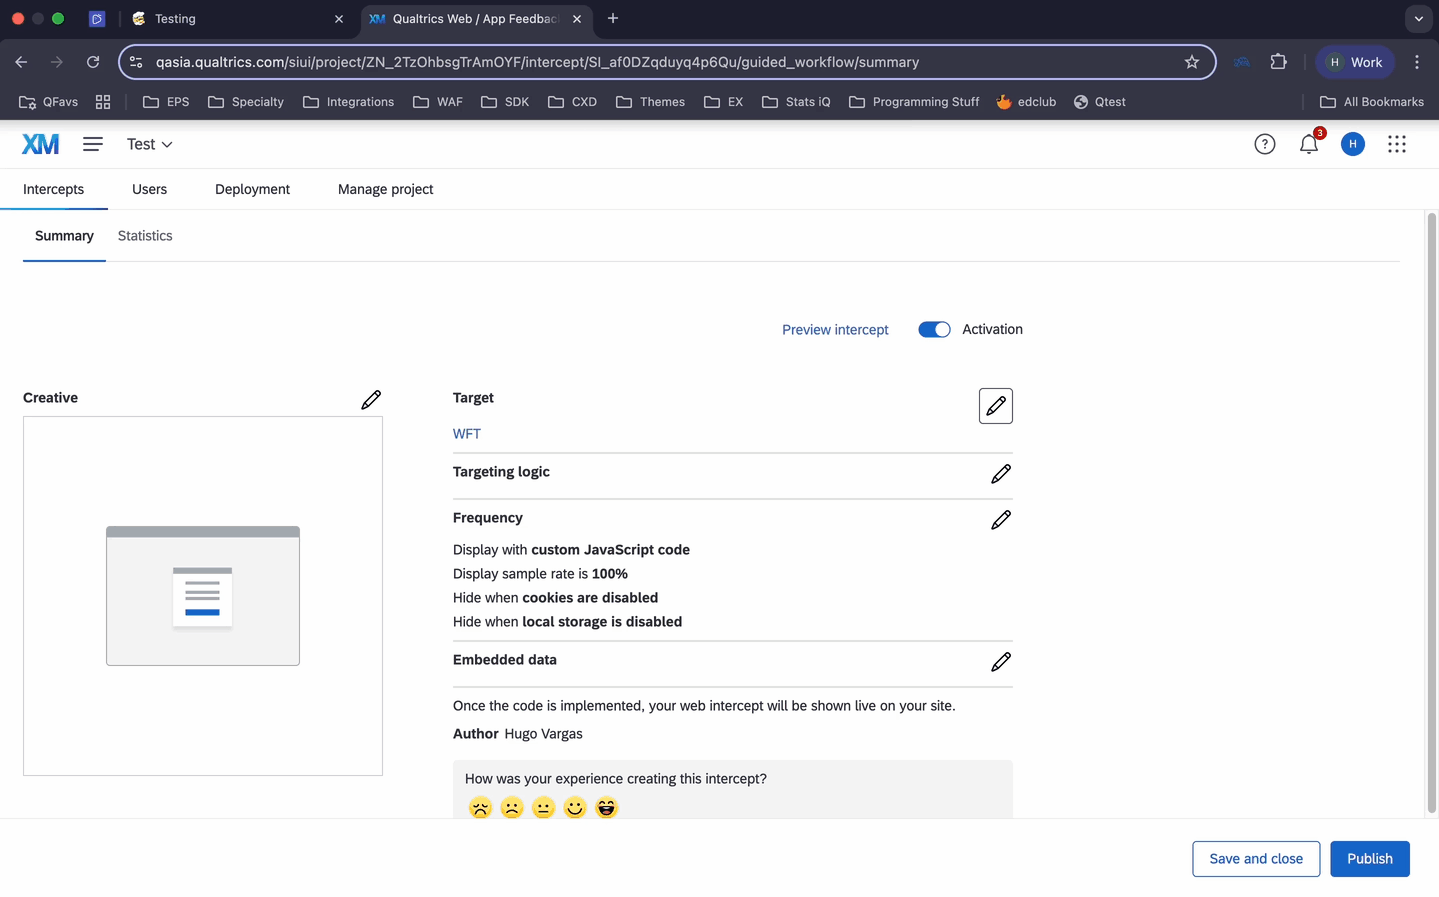 Testing
Qualtrics Web / App Feedbac
qasia.qualtrics.com/siui/project/ZN_2TzOhbsgTrAmOYF/intercept/SI_af0DZqduyq4p6Qu/guided_workflow/summary
H Work
QFavs EPS Specialty Integrations WAF SDK CXD Themes EX Stats iQ Programming Stuff edclub Qtest All Bookmarks
XM Test ? 3 H
Intercepts Users Deployment Manage project
Summary Statistics
Preview intercept Activation
Creative
Target
WFT
Targeting logic
Frequency
Display with custom JavaScript code
Display sample rate is 100%
Hide when cookies are disabled
Hide when local storage is disabled
Embedded data
Once the code is implemented, your web intercept will be shown live on your site.
Author Hugo Vargas
How was your experience creating this intercept?
Save and close Publish